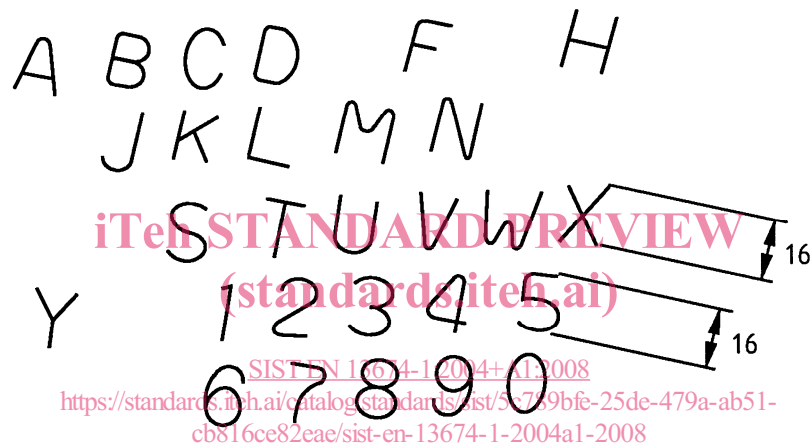 A B C D F H
J K L M N
S T U V W X
iTeh STANDARD PREVIEW
16
(standards.iteh.ai)
Y 1 2 3 4 5
16
SIST EN 13674-1:2004+A1:2008
6 7 8 9 0
https://standards.iteh.ai/catalog/standards/sist/5c789bfe-25de-479a-ab51-
cb816ce82eae/sist-en-13674-1-2004a1-2008